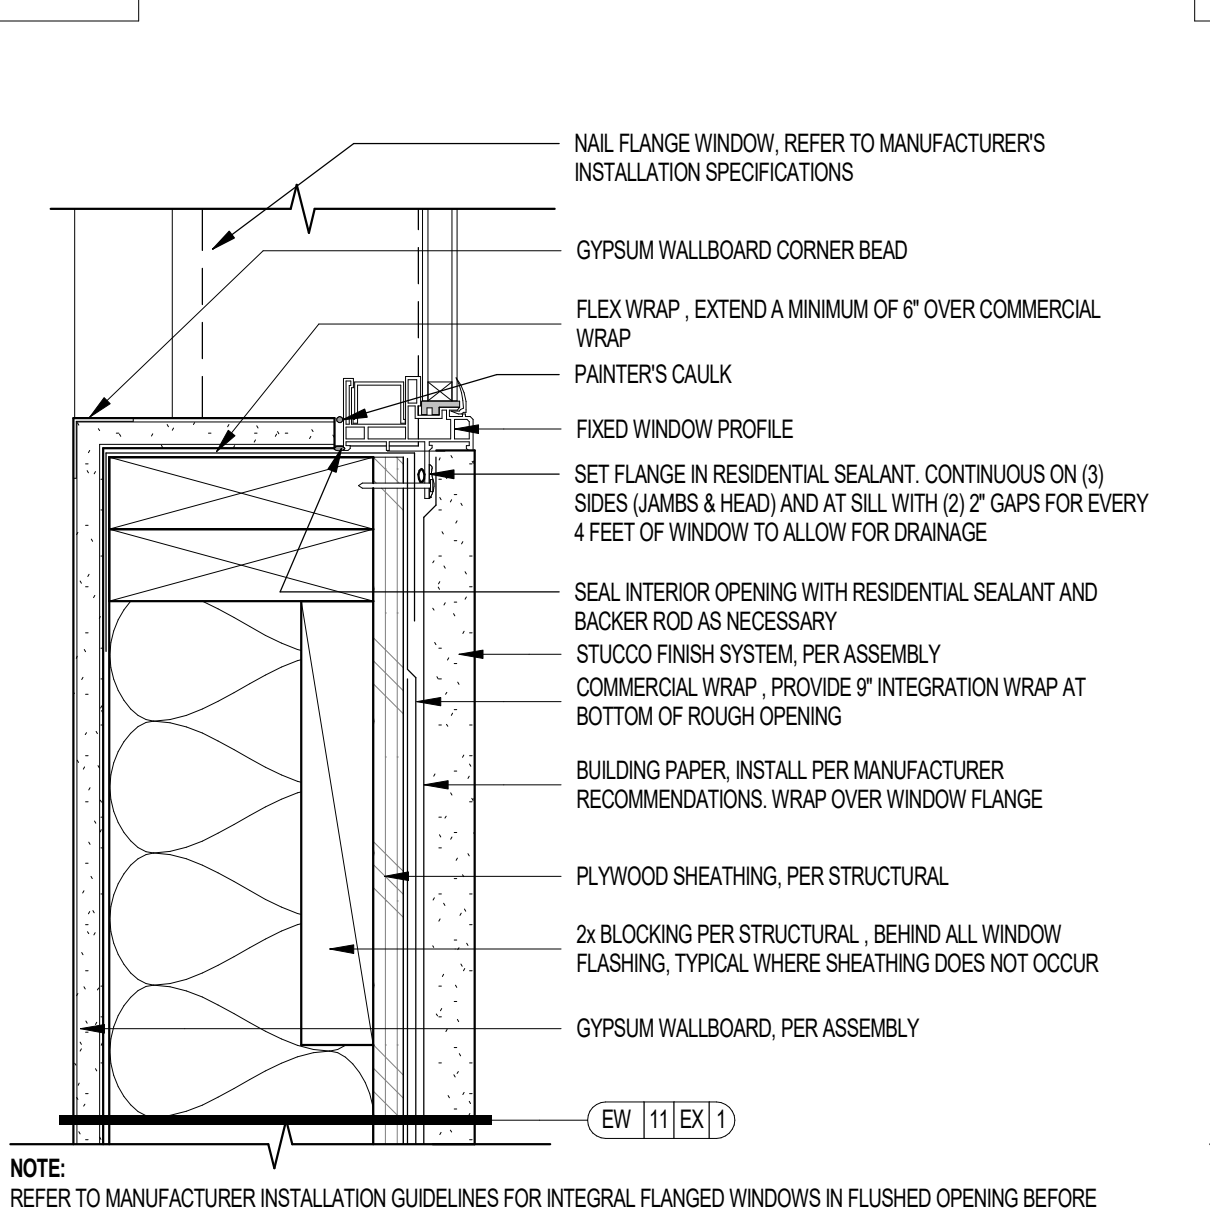 NAIL FLANGE WINDOW, REFER TO MANUFACTURER'S
INSTALLATION SPECIFICATIONS
GYPSUM WALLBOARD CORNER BEAD
FLEX WRAP , EXTEND A MINIMUM OF 6" OVER COMMERCIAL
WRAP
PAINTER'S CAULK
FIXED WINDOW PROFILE
SET FLANGE IN RESIDENTIAL SEALANT. CONTINUOUS ON (3)
SIDES (JAMBS & HEAD) AND AT SILL WITH (2) 2" GAPS FOR EVERY
4 FEET OF WINDOW TO ALLOW FOR DRAINAGE
SEAL INTERIOR OPENING WITH RESIDENTIAL SEALANT AND
BACKER ROD AS NECESSARY
STUCCO FINISH SYSTEM, PER ASSEMBLY
COMMERCIAL WRAP , PROVIDE 9" INTEGRATION WRAP AT
BOTTOM OF ROUGH OPENING
BUILDING PAPER, INSTALL PER MANUFACTURER
RECOMMENDATIONS. WRAP OVER WINDOW FLANGE
PLYWOOD SHEATHING, PER STRUCTURAL
2x BLOCKING PER STRUCTURAL , BEHIND ALL WINDOW
FLASHING, TYPICAL WHERE SHEATHING DOES NOT OCCUR
GYPSUM WALLBOARD, PER ASSEMBLY
EW 11 EX 1
NOTE:
REFER TO MANUFACTURER INSTALLATION GUIDELINES FOR INTEGRAL FLANGED WINDOWS IN FLUSHED OPENING BEFORE